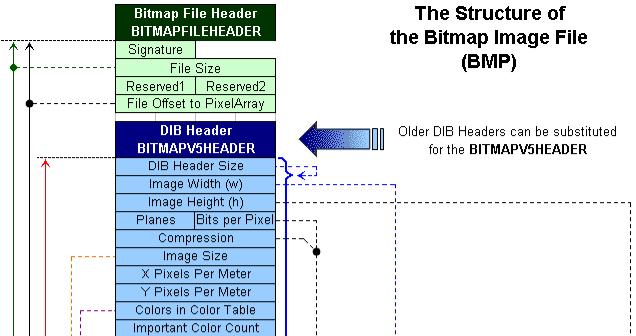 The Structure of
the Bitmap Image File
(BMP)
Bitmap File Header
BITMAPFILEHEADER
Signature
File Size
Reserved1 Reserved2
File Offset to PixelArray
DIB Header
BITMAPV5HEADER
Older DIB Headers can be substituted
for the BITMAPV5HEADER
DIB Header Size
Image Width (w)
Image Height (h)
Planes Bits per Pixel
Compression
Image Size
X Pixels Per Meter
Y Pixels Per Meter
Colors in Color Table
Important Color Count